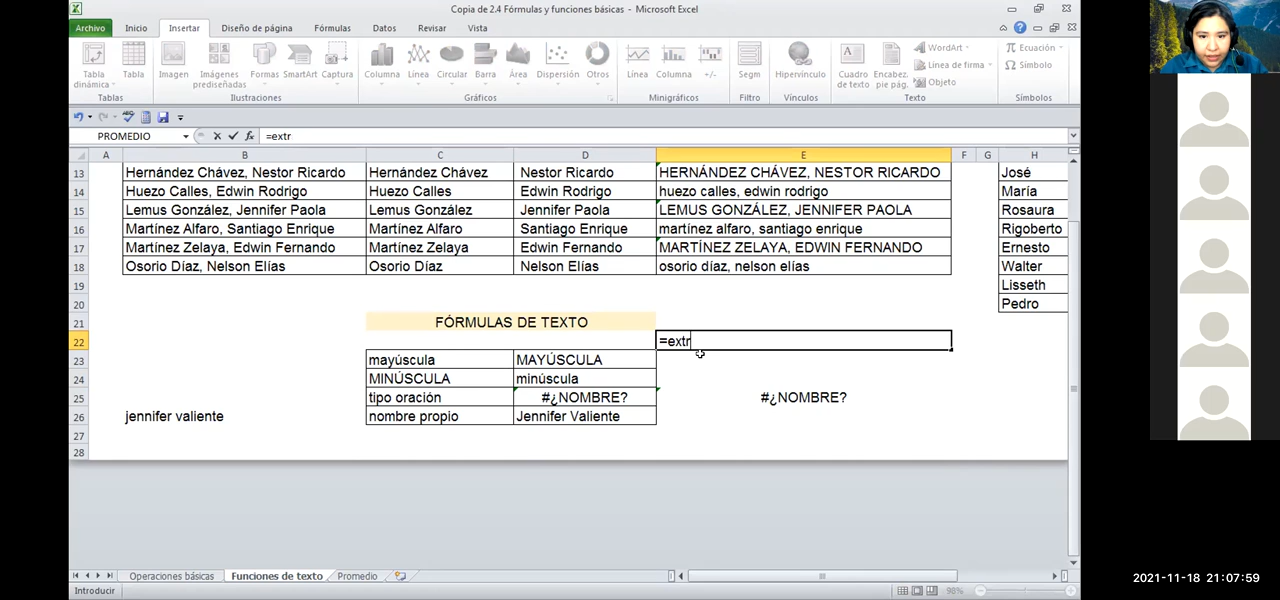 Copia de 2.4 Fórmulas y funciones básicas - Microsoft Excel
Archivo Inicio Insertar Diseño de página Fórmulas Datos Revisar Vista
Tabla dinámica Tabla Imagen Imágenes prediseñadas Formas SmartArt Captura Columna Línea Circular Barra Área Dispersión Otros Línea Columna +/- Segm Hipervínculo Cuadro de texto Encabez. pie pág. WordArt Línea de firma Objeto Ecuación Símbolo
Tablas Ilustraciones Gráficos Minigráficos Filtro Vínculos Texto Símbolos
PROMEDIO =extr
A B C D E F G H
13 Hernández Chávez, Nestor Ricardo Hernández Chávez Nestor Ricardo HERNÁNDEZ CHÁVEZ, NESTOR RICARDO José
14 Huezo Calles, Edwin Rodrigo Huezo Calles Edwin Rodrigo huezo calles, edwin rodrigo María
15 Lemus González, Jennifer Paola Lemus González Jennifer Paola LEMUS GONZÁLEZ, JENNIFER PAOLA Rosaura
16 Martínez Alfaro, Santiago Enrique Martínez Alfaro Santiago Enrique martínez alfaro, santiago enrique Rigoberto
17 Martínez Zelaya, Edwin Fernando Martínez Zelaya Edwin Fernando MARTÍNEZ ZELAYA, EDWIN FERNANDO Ernesto
18 Osorio Díaz, Nelson Elías Osorio Díaz Nelson Elías osorio díaz, nelson elías Walter
19 Lisseth
20 Pedro
21 FÓRMULAS DE TEXTO
22 =extr
23 mayúscula MAYÚSCULA
24 MINÚSCULA minúscula
25 tipo oración #¿NOMBRE? #¿NOMBRE?
26 jennifer valiente nombre propio Jennifer Valiente
27
28
Operaciones básicas Funciones de texto Promedio
Introducir 98%
2021-11-18 21:07:59